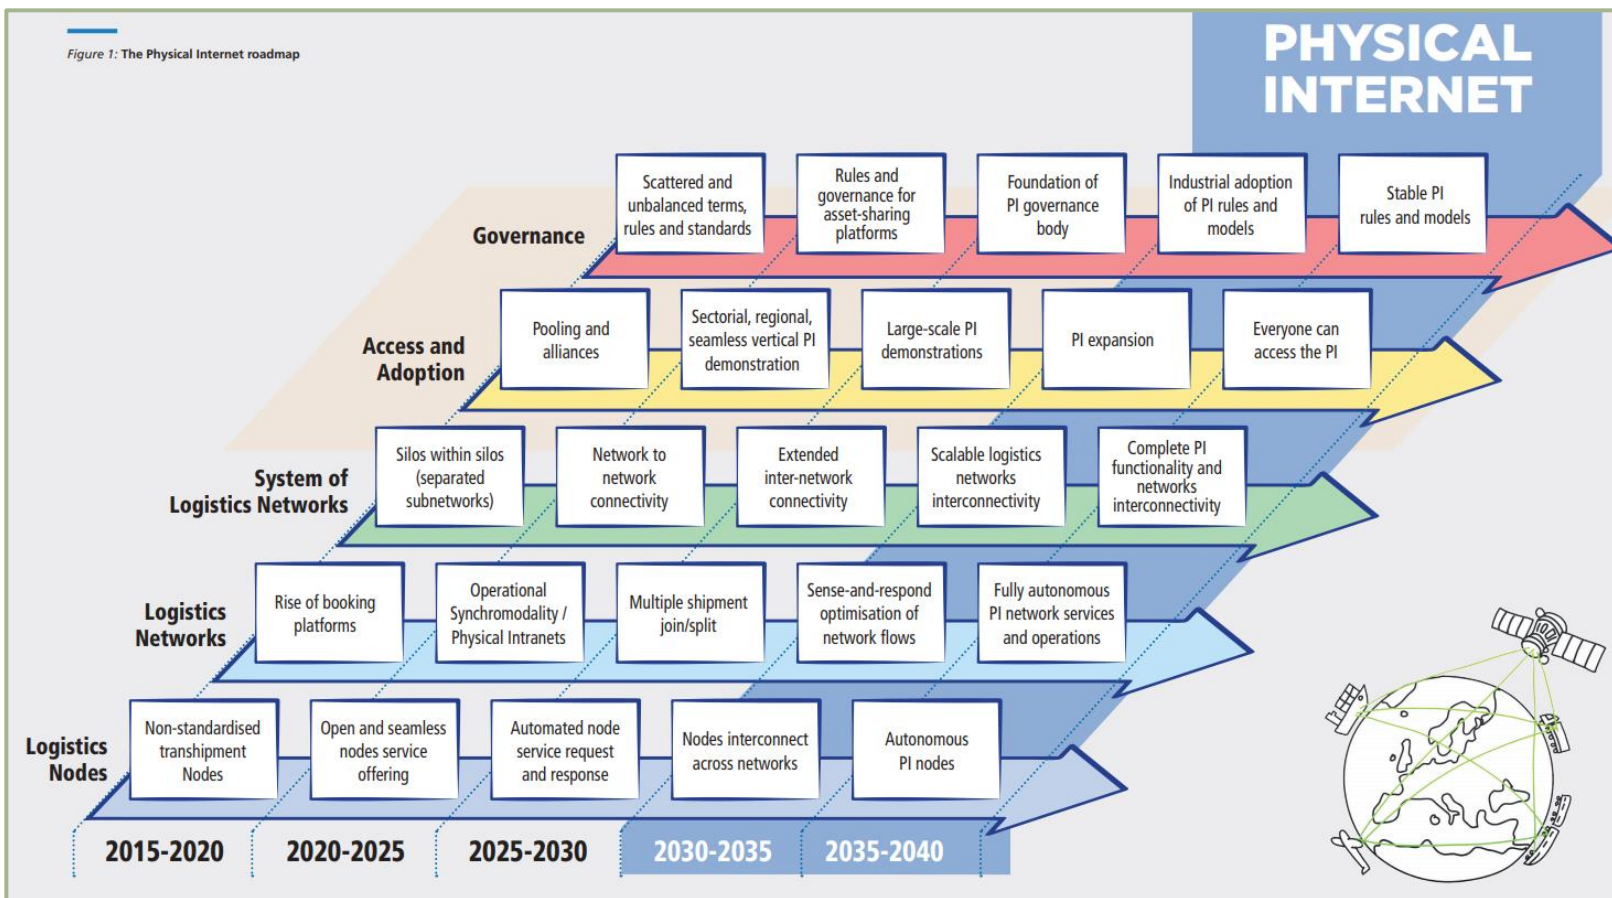 Figure 1: The Physical Internet roadmap
PHYSICAL
INTERNET
Governance
Scattered and
unbalanced terms,
rules and standards
Rules and
governance for
asset-sharing
platforms
Foundation of
PI governance
body
Industrial adoption
of PI rules and
models
Stable PI
rules and models
Access and
Adoption
Pooling and
alliances
Sectorial, regional,
seamless vertical PI
demonstration
Large-scale PI
demonstrations
PI expansion
Everyone can
access the PI
System of
Logistics Networks
Silos within silos
(separated
subnetworks)
Network to
network
connectivity
Extended
inter-network
connectivity
Scalable logistics
networks
interconnectivity
Complete PI
functionality and
networks
interconnectivity
Logistics
Networks
Rise of booking
platforms
Operational
Synchromodality /
Physical Intranets
Multiple shipment
join/split
Sense-and-respond
optimisation of
network flows
Fully autonomous
PI network services
and operations
Logistics
Nodes
Non-standardised
transhipment
Nodes
Open and seamless
nodes service
offering
Automated node
service request
and response
Nodes interconnect
across networks
Autonomous
PI nodes
2015-2020
2020-2025
2025-2030
2030-2035
2035-2040